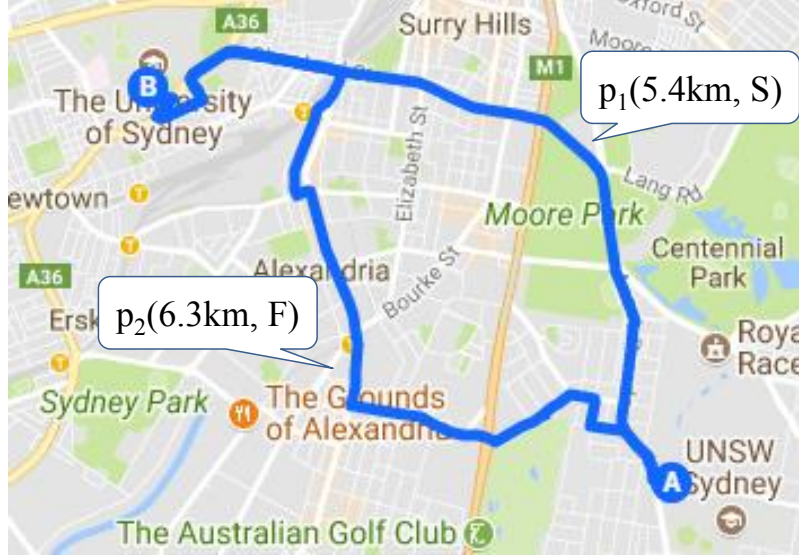 A36
Surry Hills
Oxford St
M1
B
The University
of Sydney
p₁(5.4km, S)
Elizabeth St
Lang Rd
ewtown
Moore Park
Centennial
Park
A36
Alexandria
Bourke St
p₂(6.3km, F)
Ersk
Roya
Race
Sydney Park
The Grounds
of Alexandria
UNSW
Sydney
A
The Australian Golf Club